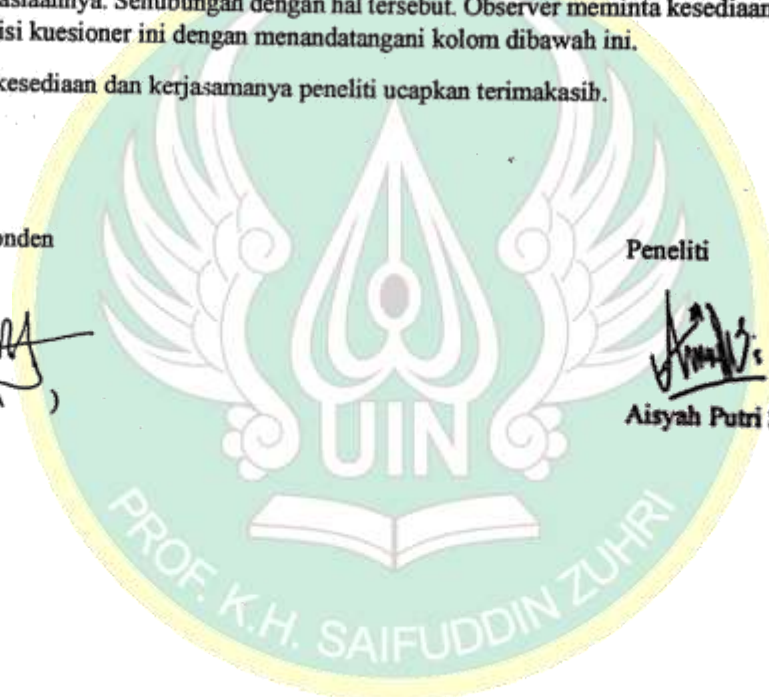 Sehubungan dengan hal tersebut. Observer meminta kesediaan
isi kuesioner ini dengan menandatangani kolom dibawah ini.
kesediaan dan kerjasamanya peneliti ucapkan terimakasih.
onden
Peneliti
Aisyah Putri
UIN
PROF. K.H. SAIFUDDIN ZUHRI